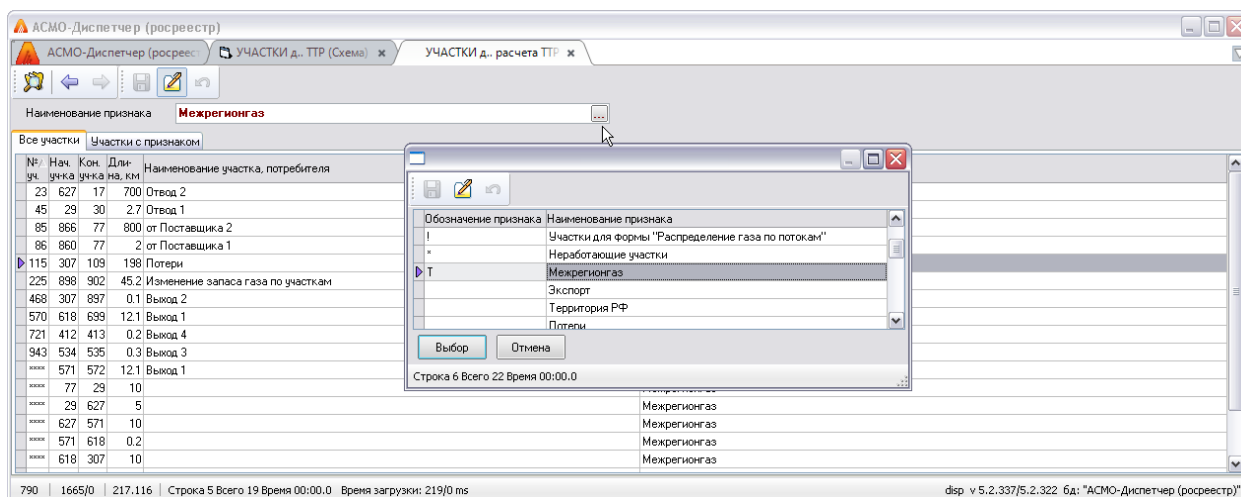 АСМО-Диспетчер (росреестр)
АСМО-Диспетчер (росреес УЧАСТКИ д.. ТТР (Схема) УЧАСТКИ д.. расчета ТТР
Наименование признака Межрегионгаз ...
Все участки Участки с признаком
№ уч. Нач. уч-ка Кон. уч-ка Дли-на, км Наименование участка, потребителя
23 627 17 700 Отвод 2
45 29 30 2.7 Отвод 1
85 866 77 800 от Поставщика 2
86 860 77 2 от Поставщика 1
115 307 109 198 Потери
225 898 902 45.2 Изменение запаса газа по участкам
468 307 897 0.1 Выход 2
570 618 699 12.1 Выход 1
721 412 413 0.2 Выход 4
943 534 535 0.3 Выход 3
**** 571 572 12.1 Выход 1
**** 77 29 10
**** 29 627 5 Межрегионгаз
**** 627 571 10 Межрегионгаз
**** 571 618 0.2 Межрегионгаз
**** 618 307 10 Межрегионгаз
Обозначение признака Наименование признака
! Участки для формы "Распределение газа по потокам"
" Неработающие участки
Т Межрегионгаз
Экспорт
Территория РФ
Потери
Выбор Отмена
Строка 6 Всего 22 Время 00:00.0
790 1665/0 217.116 Строка 5 Всего 19 Время 00:00.0 Время загрузки: 219/0 ms disp v 5.2.337/5.2.322 бд: "АСМО-Диспетчер (росреестр)"